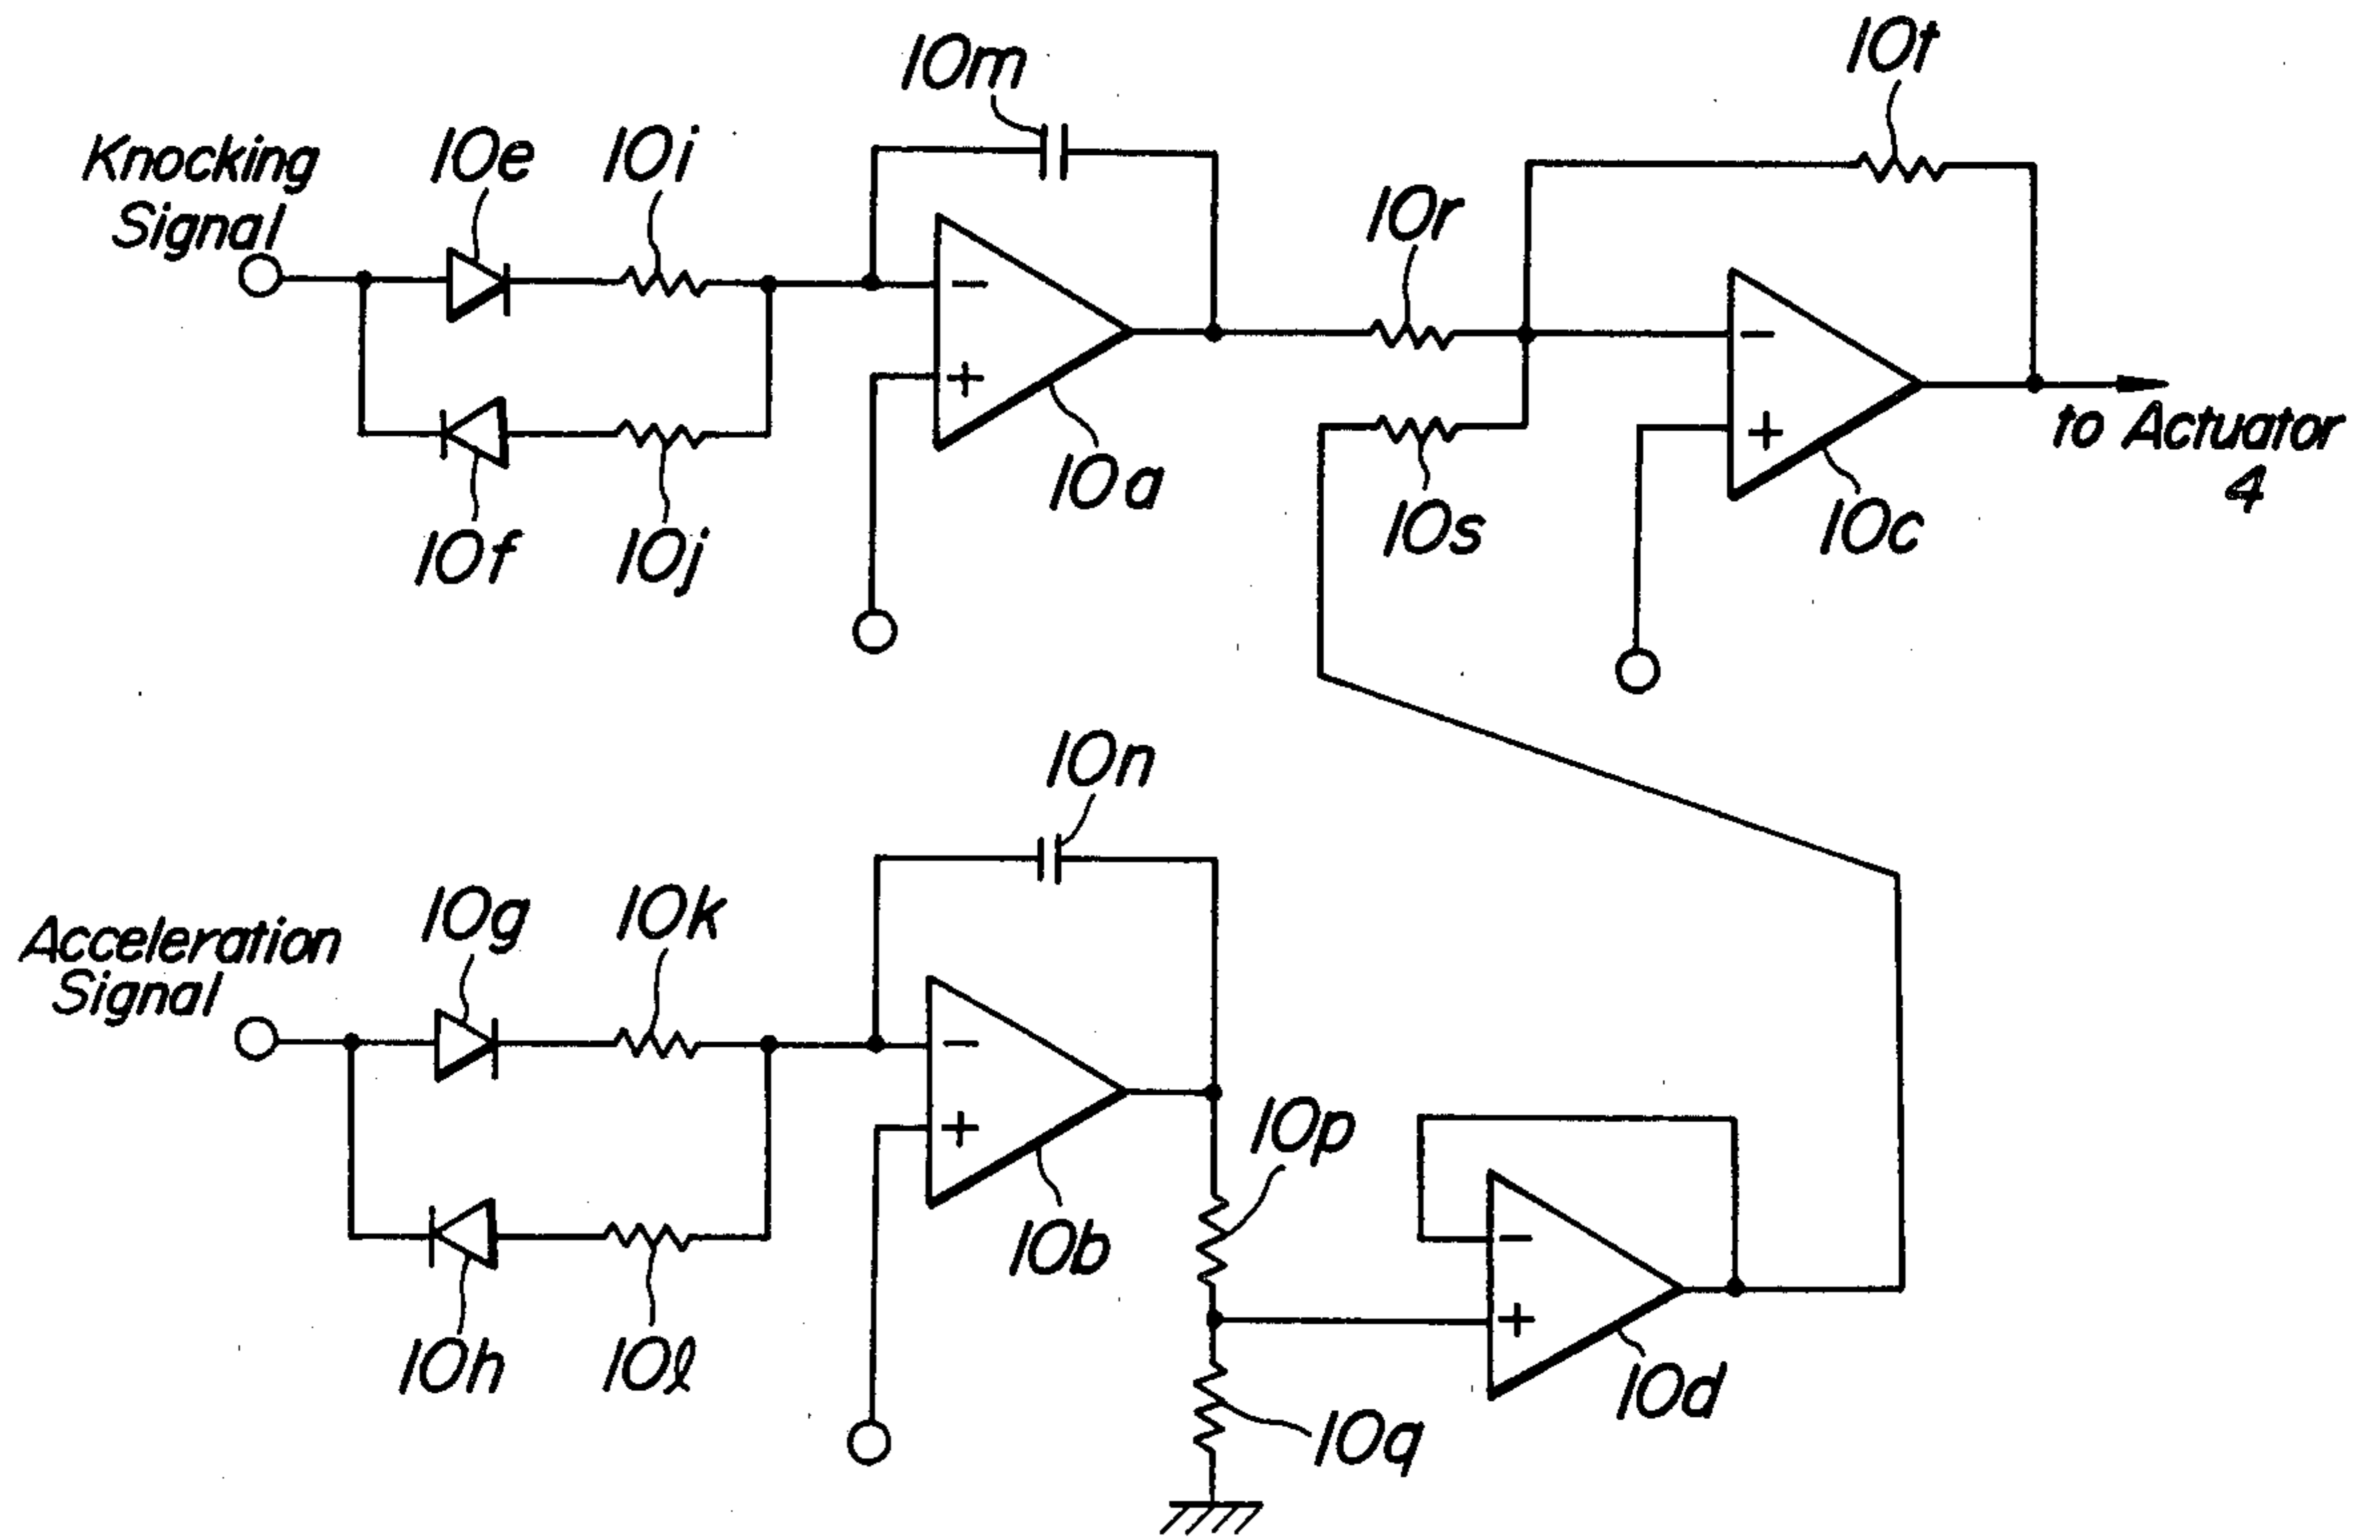 10t
10m
Knocking
Signal
10e
10i
10r
−
+
10a
−
+
to Actuator
4
10f
10j
10s
10c
10n
Acceleration
Signal
10g
10k
−
+
10p
10b
−
+
10h
10l
10d
10q